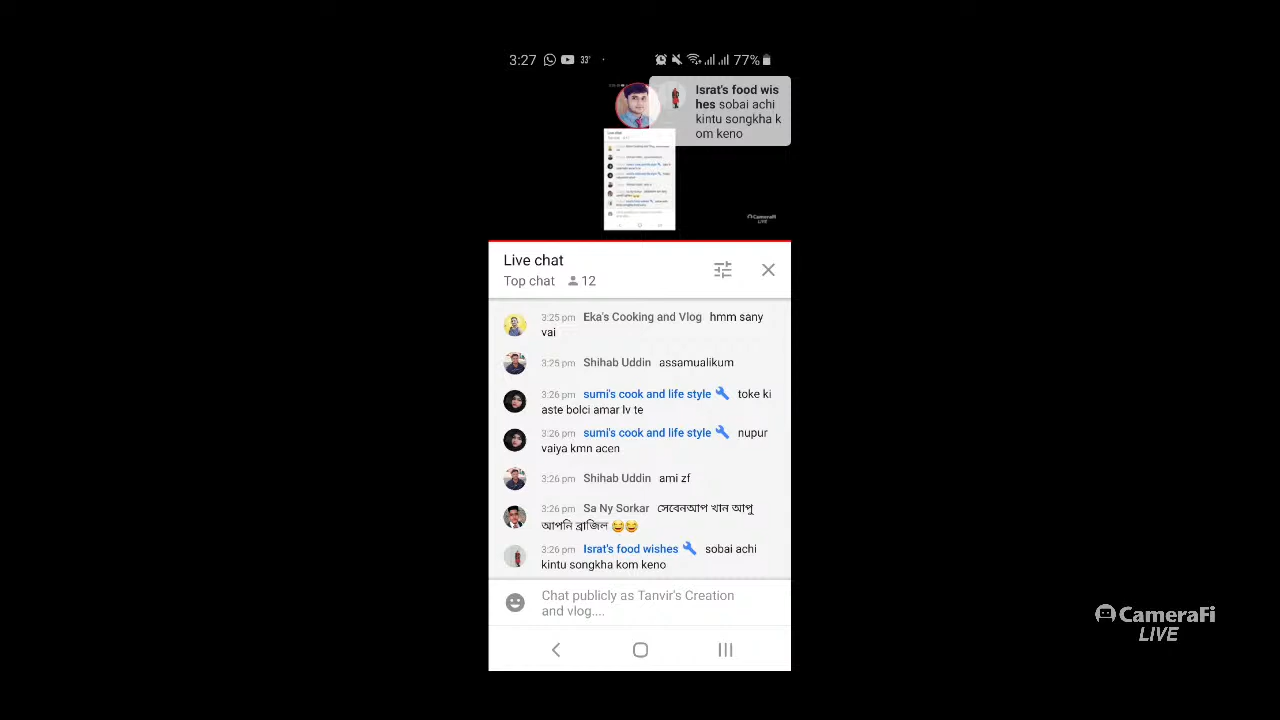 3:27 33° 77%
Israt's food wis
hes sobai achi
kintu songkha k
om keno
Live chat
CameraFi
LIVE
Live chat
Top chat 12
3:25 pm Eka's Cooking and Vlog hmm sany
vai
3:25 pm Shihab Uddin assamualikum
3:26 pm sumi's cook and life style toke ki
aste bolci amar lv te
3:26 pm sumi's cook and life style nupur
vaiya kmn acen
3:26 pm Shihab Uddin ami zf
3:26 pm Sa Ny Sorkar সেবেনআপ খান আপু
আপনি ব্রাজিল 😂😂
3:26 pm Israt's food wishes sobai achi
kintu songkha kom keno
Chat publicly as Tanvir's Creation
and vlog....
CameraFi
LIVE